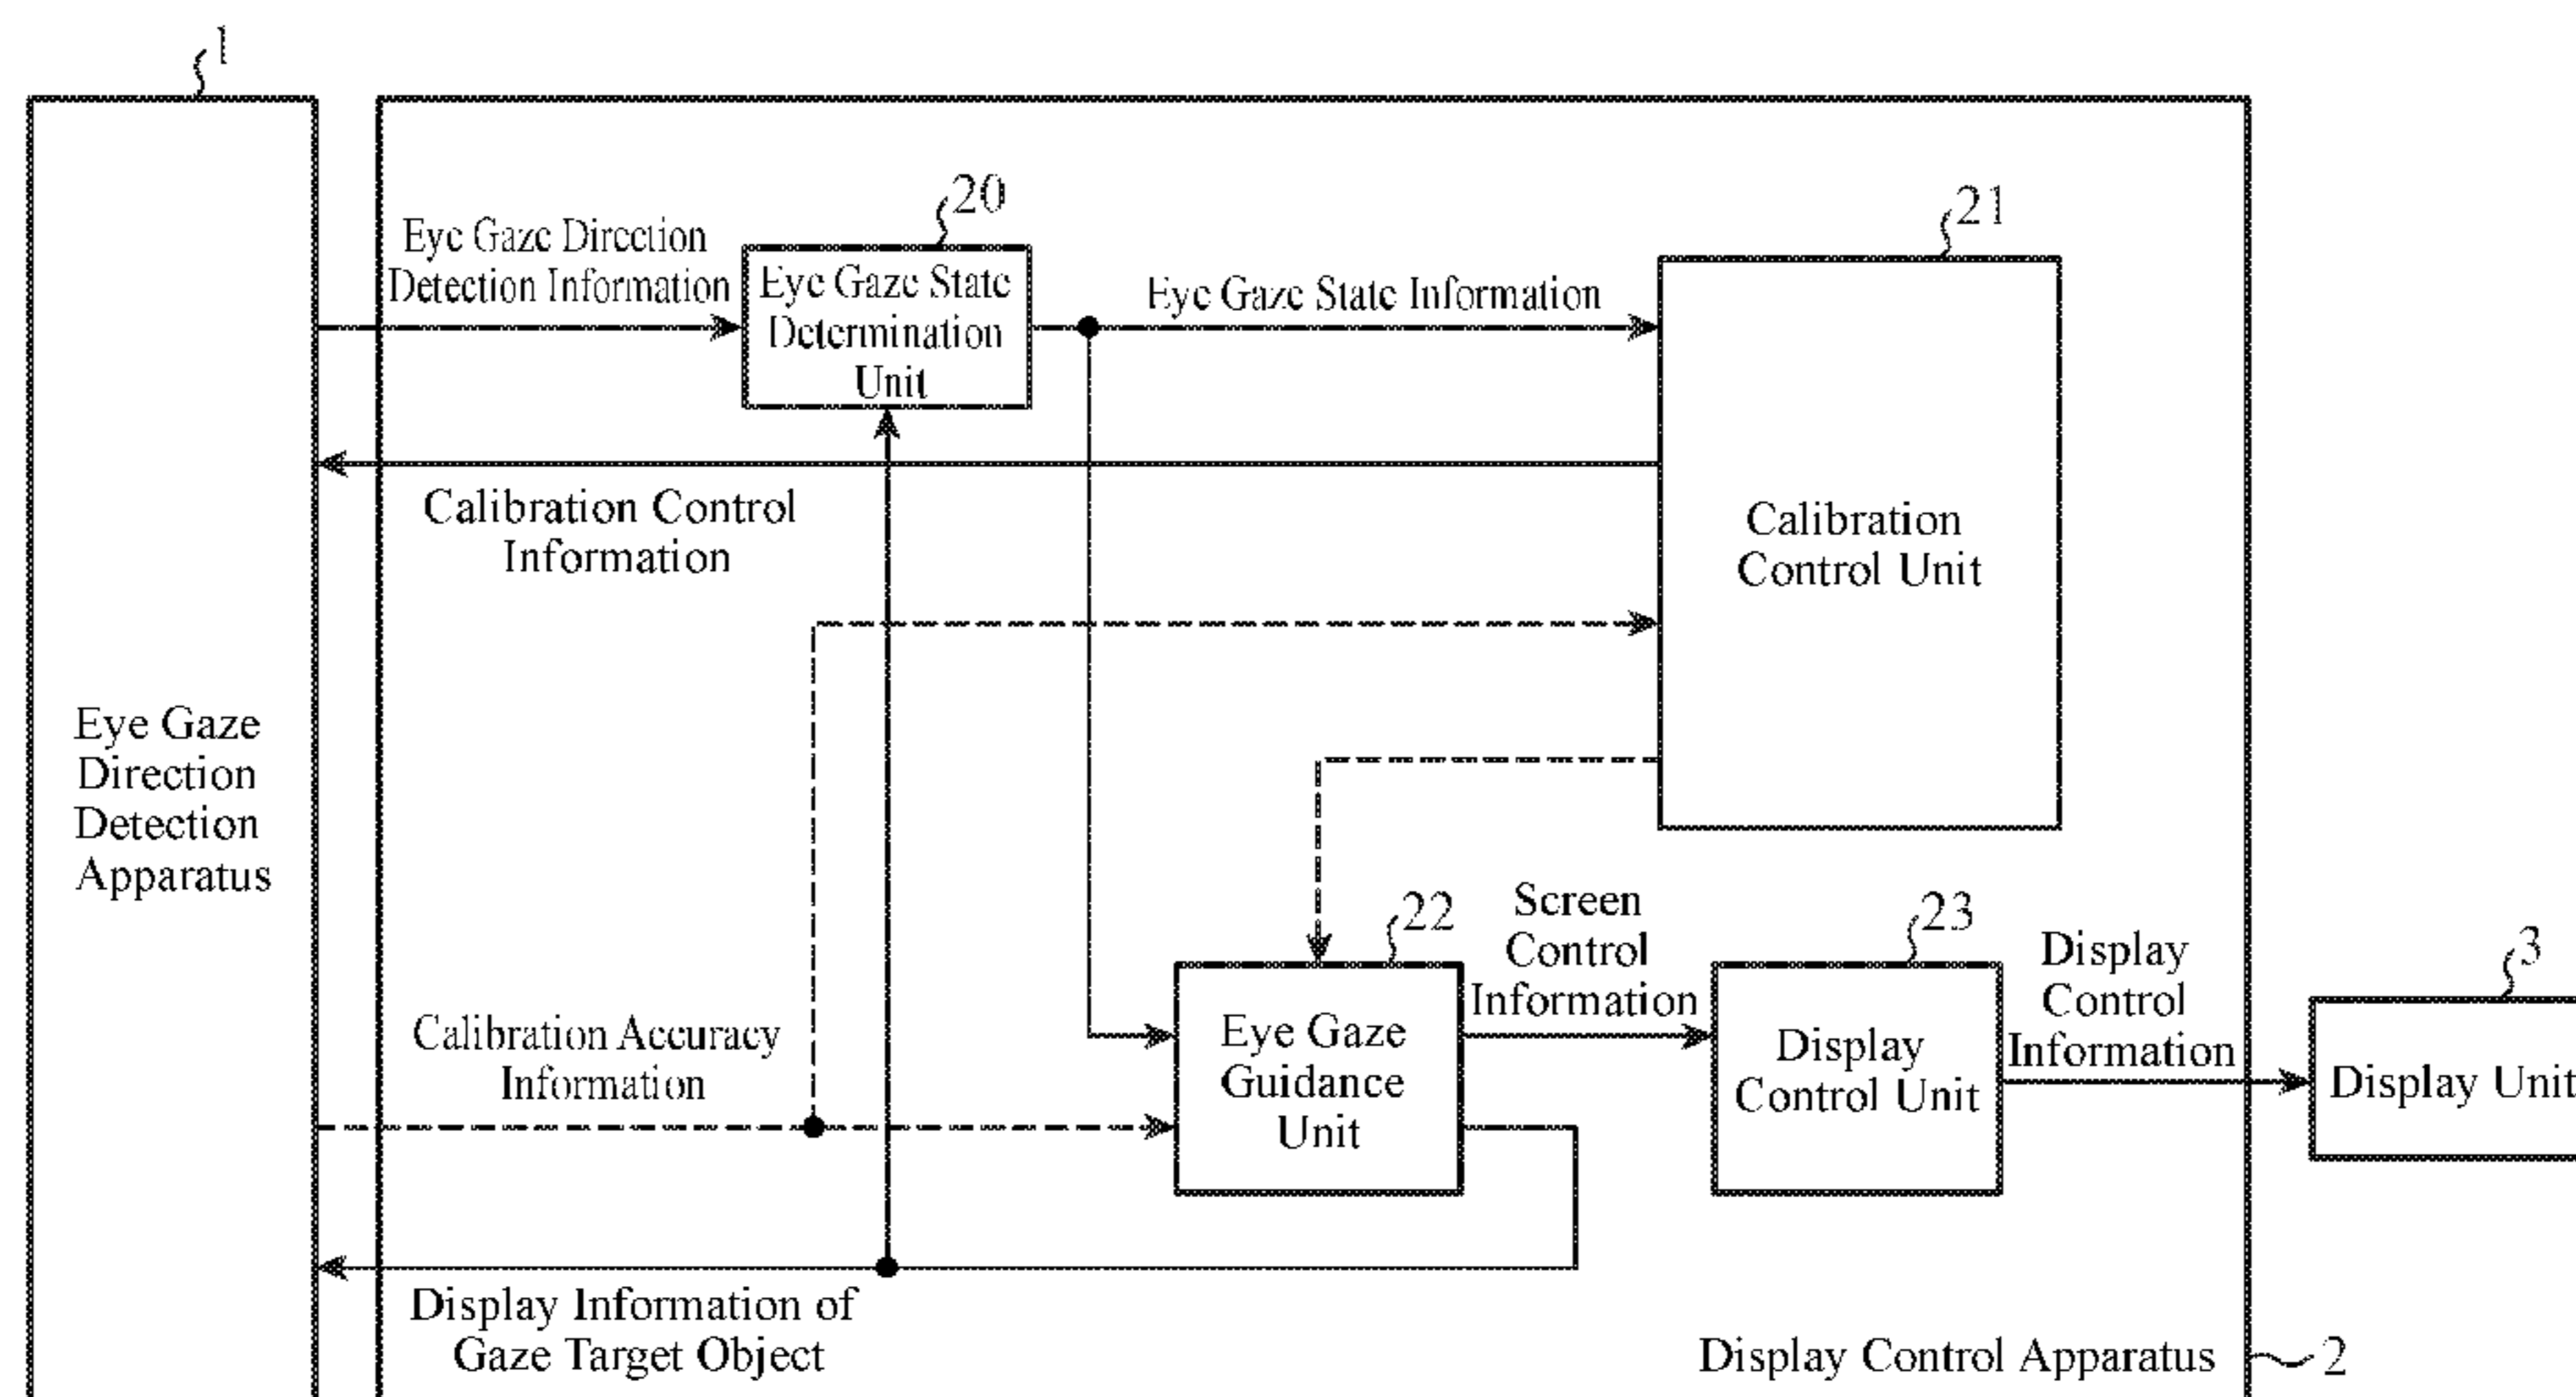 1
20
21
Eye Gaze Direction
Detection Information
Eye Gaze State
Determination
Unit
Eye Gaze State Information
Calibration Control
Information
Calibration
Control Unit
Eye Gaze
Direction
Detection
Apparatus
22
23
3
Screen
Control
Information
Display
Control
Information
Calibration Accuracy
Information
Eye Gaze
Guidance
Unit
Display
Control Unit
Display Unit
Display Information of
Gaze Target Object
Display Control Apparatus
2